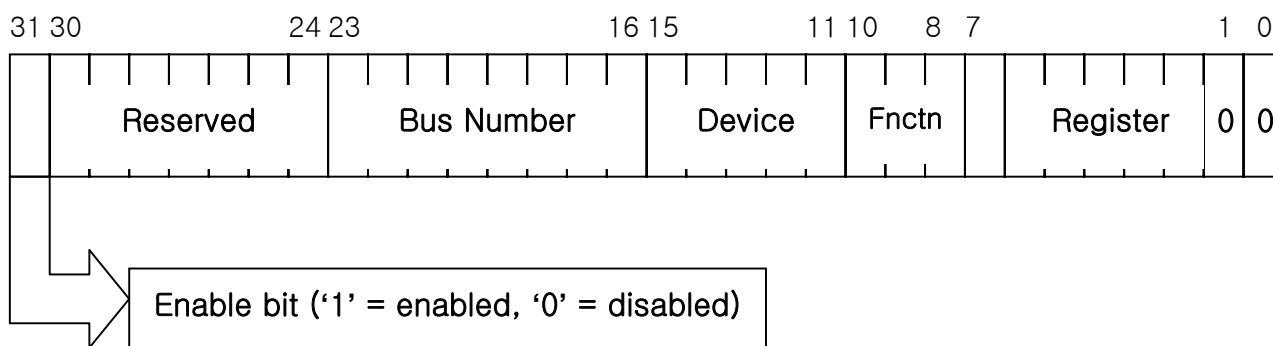 31 30 24 23 16 15 11 10 8 7 1 0
Reserved Bus Number Device Fnctn Register 0 0
Enable bit (‘1’ = enabled, ‘0’ = disabled)